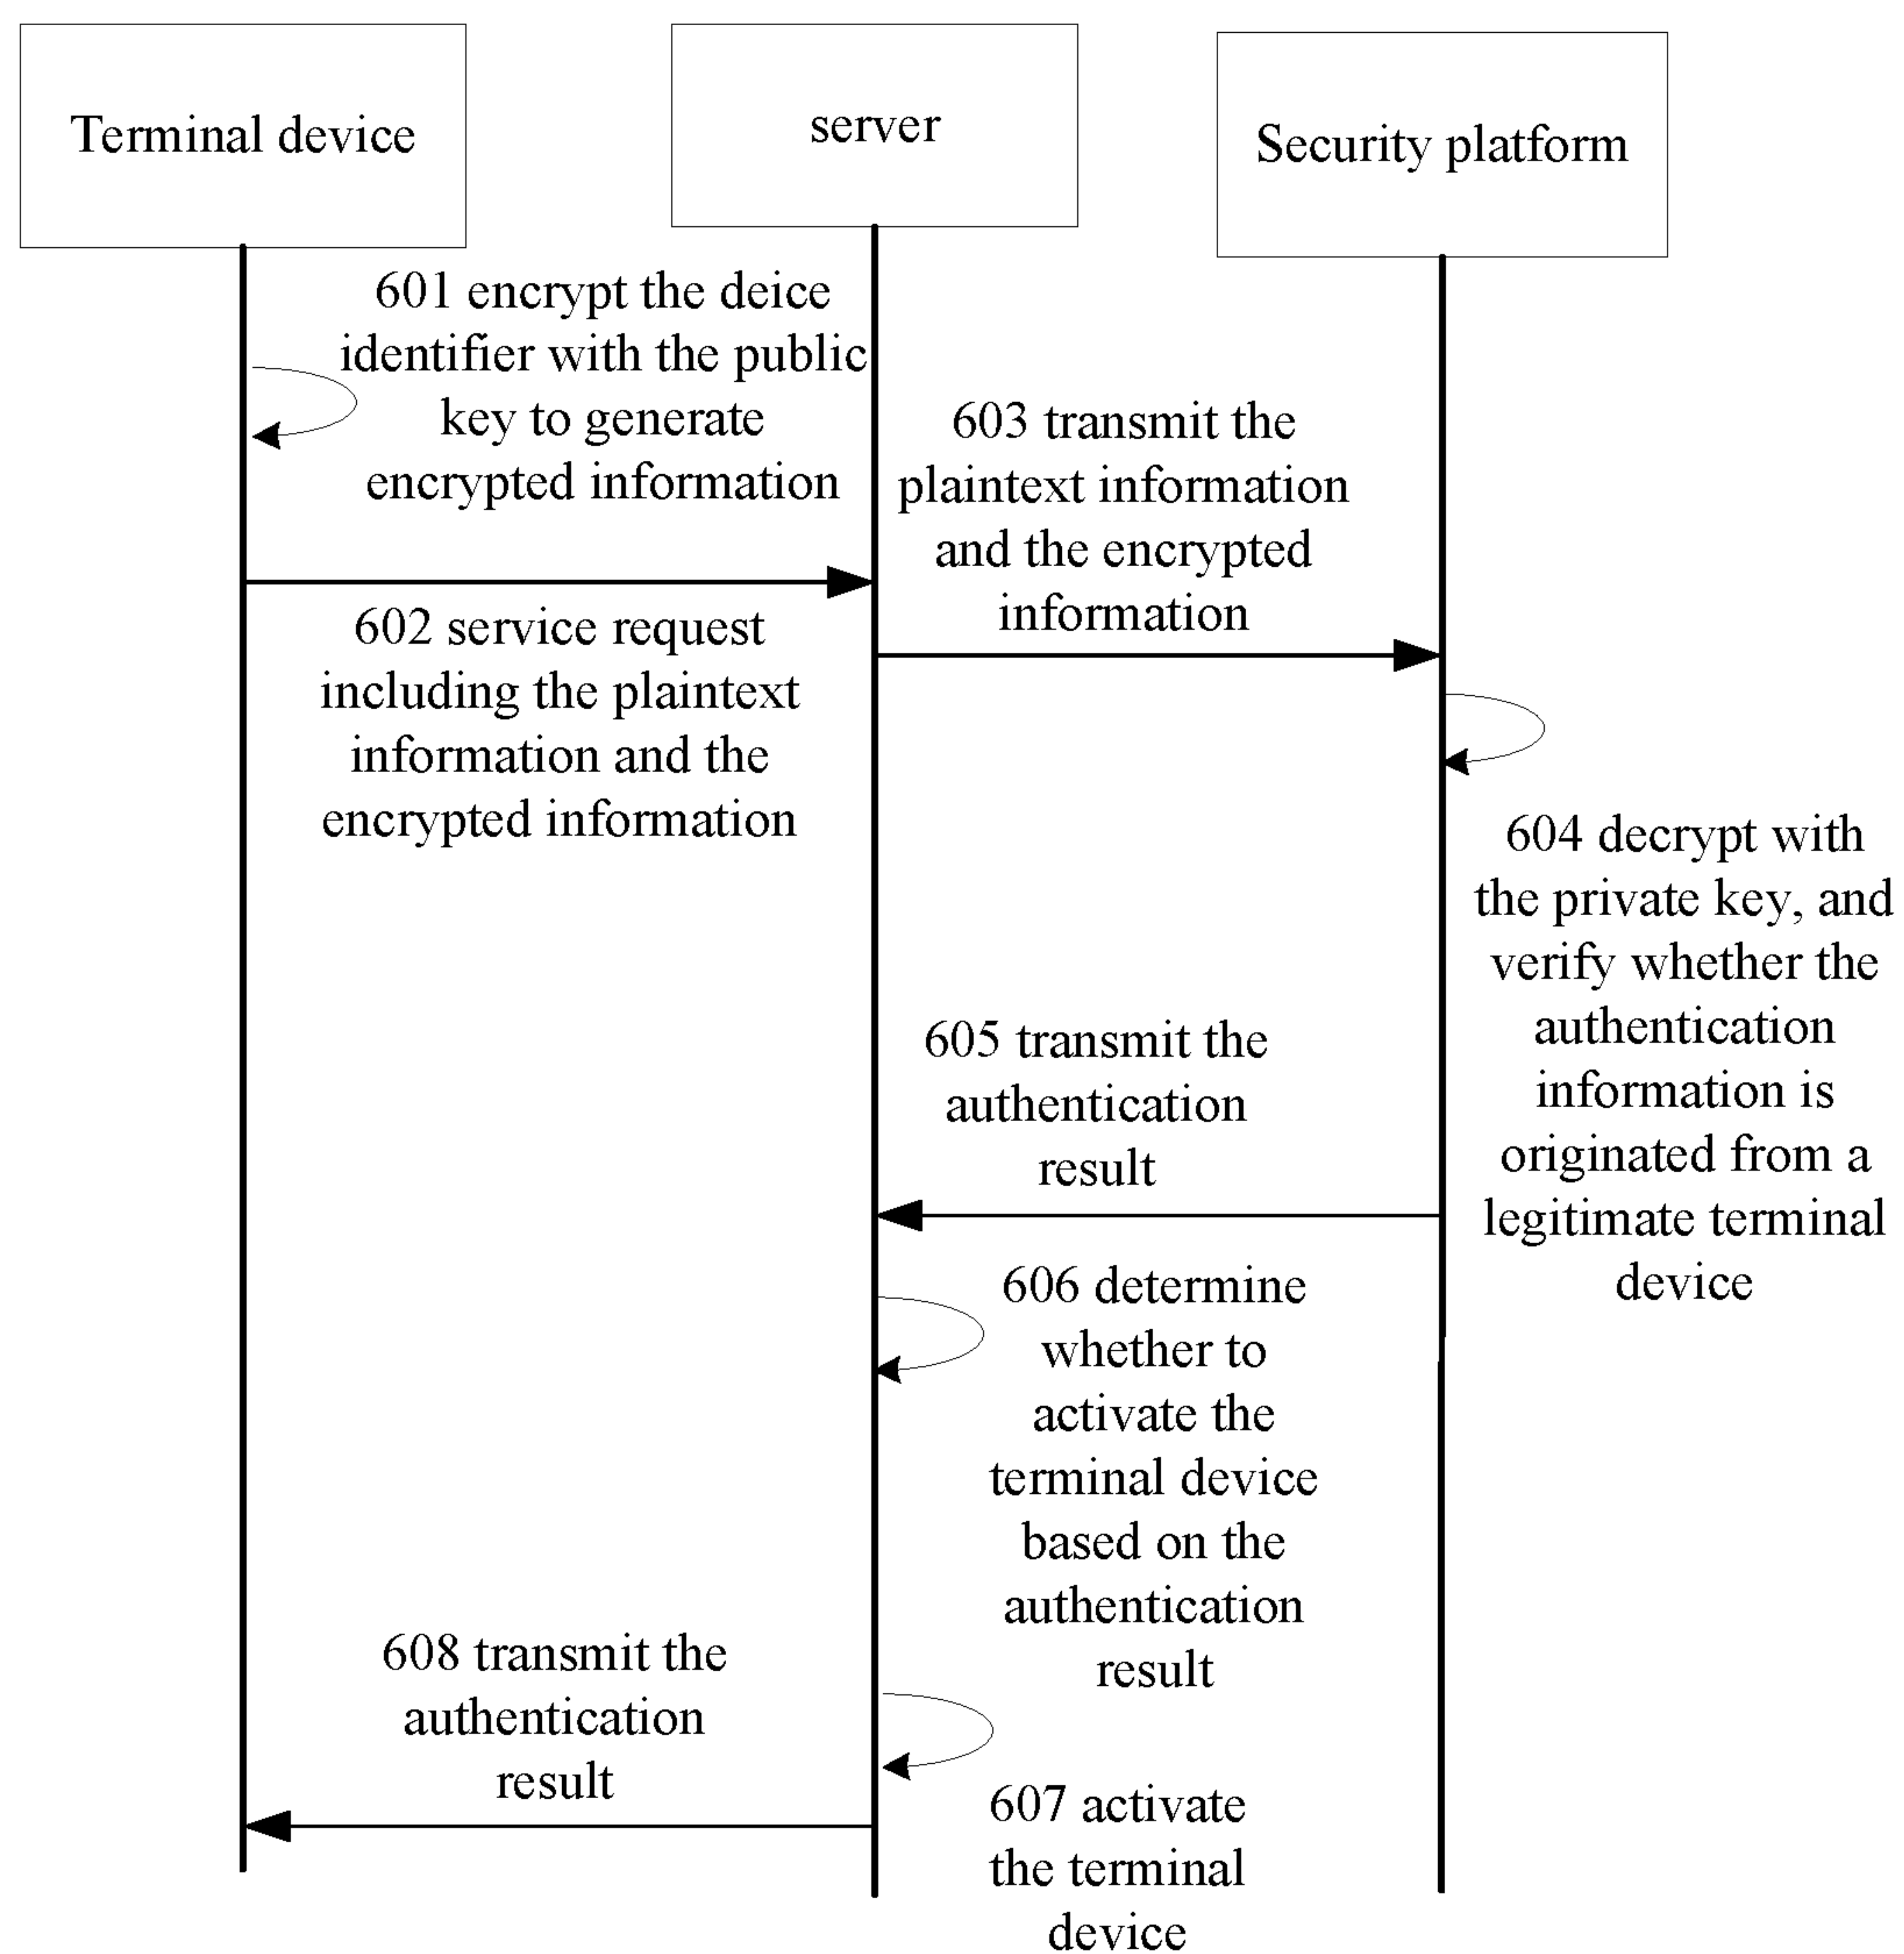 Terminal device
server
Security platform
601 encrypt the deice
identifier with the public
key to generate
encrypted information
602 service request
including the plaintext
information and the
encrypted information
603 transmit the
plaintext information
and the encrypted
information
604 decrypt with
the private key, and
verify whether the
authentication
information is
originated from a
legitimate terminal
device
605 transmit the
authentication
result
606 determine
whether to
activate the
terminal device
based on the
authentication
result
607 activate
the terminal
device
608 transmit the
authentication
result